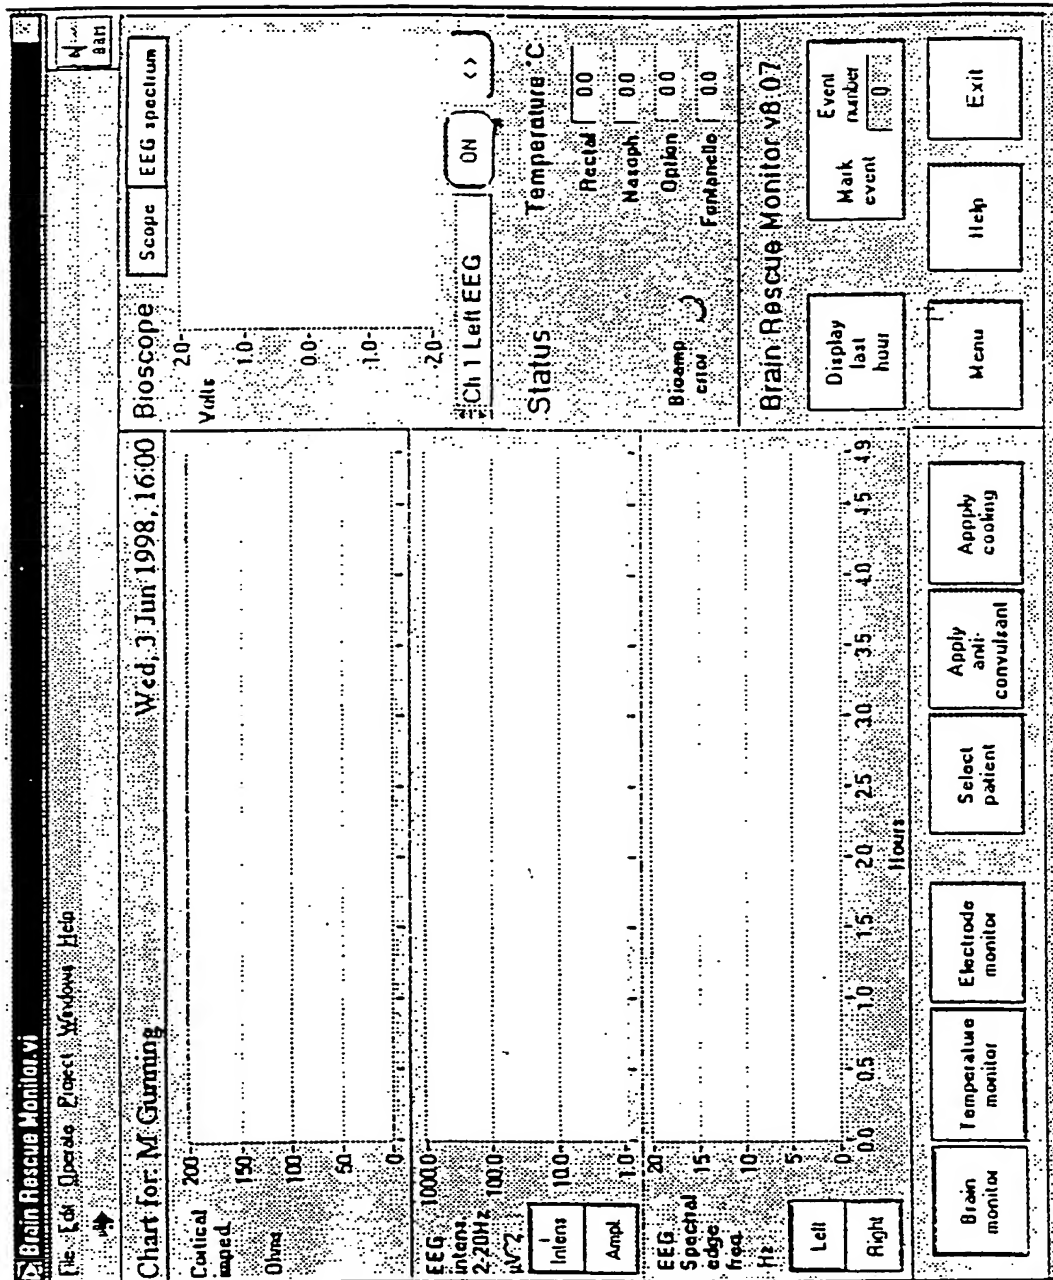 Brain Rescue Monitor.vi
File Edit Operate Project Windows Help
Chart for: M Gunning Wed, 3 Jun 1998, 16:00
Cortical
imped.
Ohms
200
150
100
50
0
EEG
intens.
2-20Hz
µV^2
1000.0
100.0
10.0
1.0
Intens
Ampl.
EEG
Spectral
edge
freq.
Hz
20
15
10
5
0
Left
Right
0.0 0.5 1.0 1.5 2.0 2.5 3.0 3.5 4.0 4.5 4.9
Hours
Bioscope
Scope EEG spectrum
Volts
2.0
1.0
0.0
1.0
2.0
Ch 1 Left EEG ON < >
Status
Temperature °C
Rectal 0.0
Nasoph. 0.0
Option 0.0
Fontanelle 0.0
Bioamp
error
Brain Rescue Monitor v8.07
Display
last
hour
Mark
event
Event
number
0
Menu Help Exit
Brain
monitor
Temperature
monitor
Electrode
monitor
Select
patient
Apply
anti-
convulsant
Appply
cooling